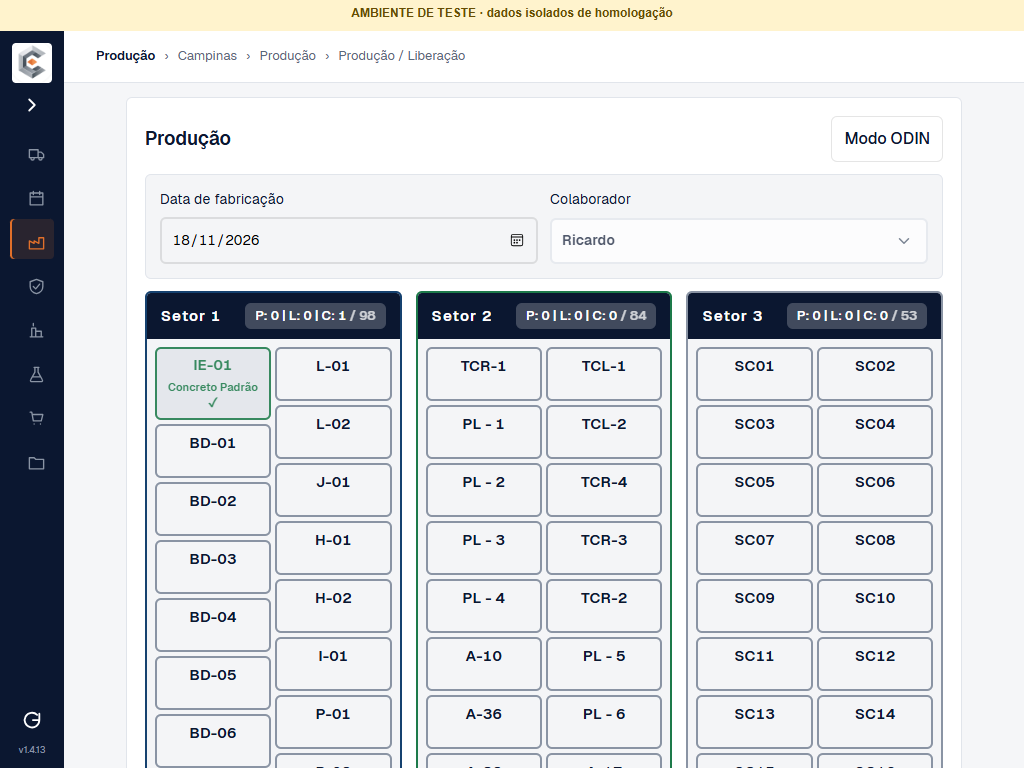 AMBIENTE DE TESTE · dados isolados de homologação
Produção › Campinas › Produção › Produção / Liberação
Produção
Modo ODIN
Data de fabricação
Colaborador
18/11/2026
Ricardo
Setor 1
P: 0 | L: 0 | C: 1 / 98
IE-01
Concreto Padrão
✓
BD-01
BD-02
BD-03
BD-04
BD-05
BD-06
L-01
L-02
J-01
H-01
H-02
I-01
P-01
Setor 2
P: 0 | L: 0 | C: 0 / 84
TCR-1
TCL-1
PL - 1
TCL-2
PL - 2
TCR-4
PL - 3
TCR-3
PL - 4
TCR-2
A-10
PL - 5
A-36
PL - 6
Setor 3
P: 0 | L: 0 | C: 0 / 53
SC01
SC02
SC03
SC04
SC05
SC06
SC07
SC08
SC09
SC10
SC11
SC12
SC13
SC14
v1.4.13